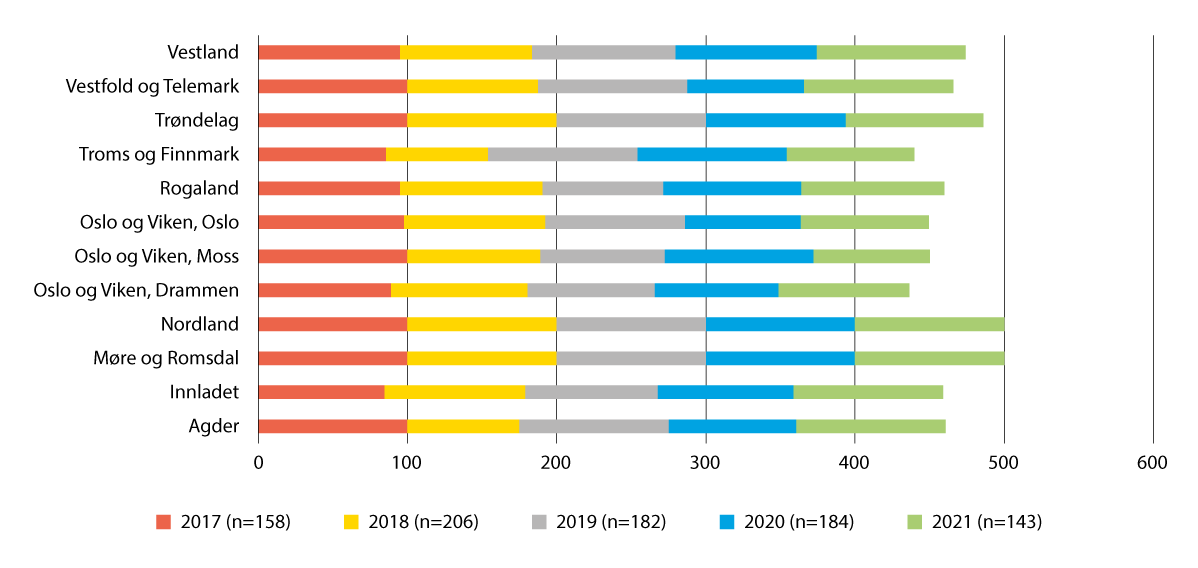 Vestland
Vestfold og Telemark
Trøndelag
Troms og Finnmark
Rogaland
Oslo og Viken, Oslo
Oslo og Viken, Moss
Oslo og Viken, Drammen
Nordland
Møre og Romsdal
Innladet
Agder
0 100 200 300 400 500 600
2017 (n=158) 2018 (n=206) 2019 (n=182) 2020 (n=184) 2021 (n=143)